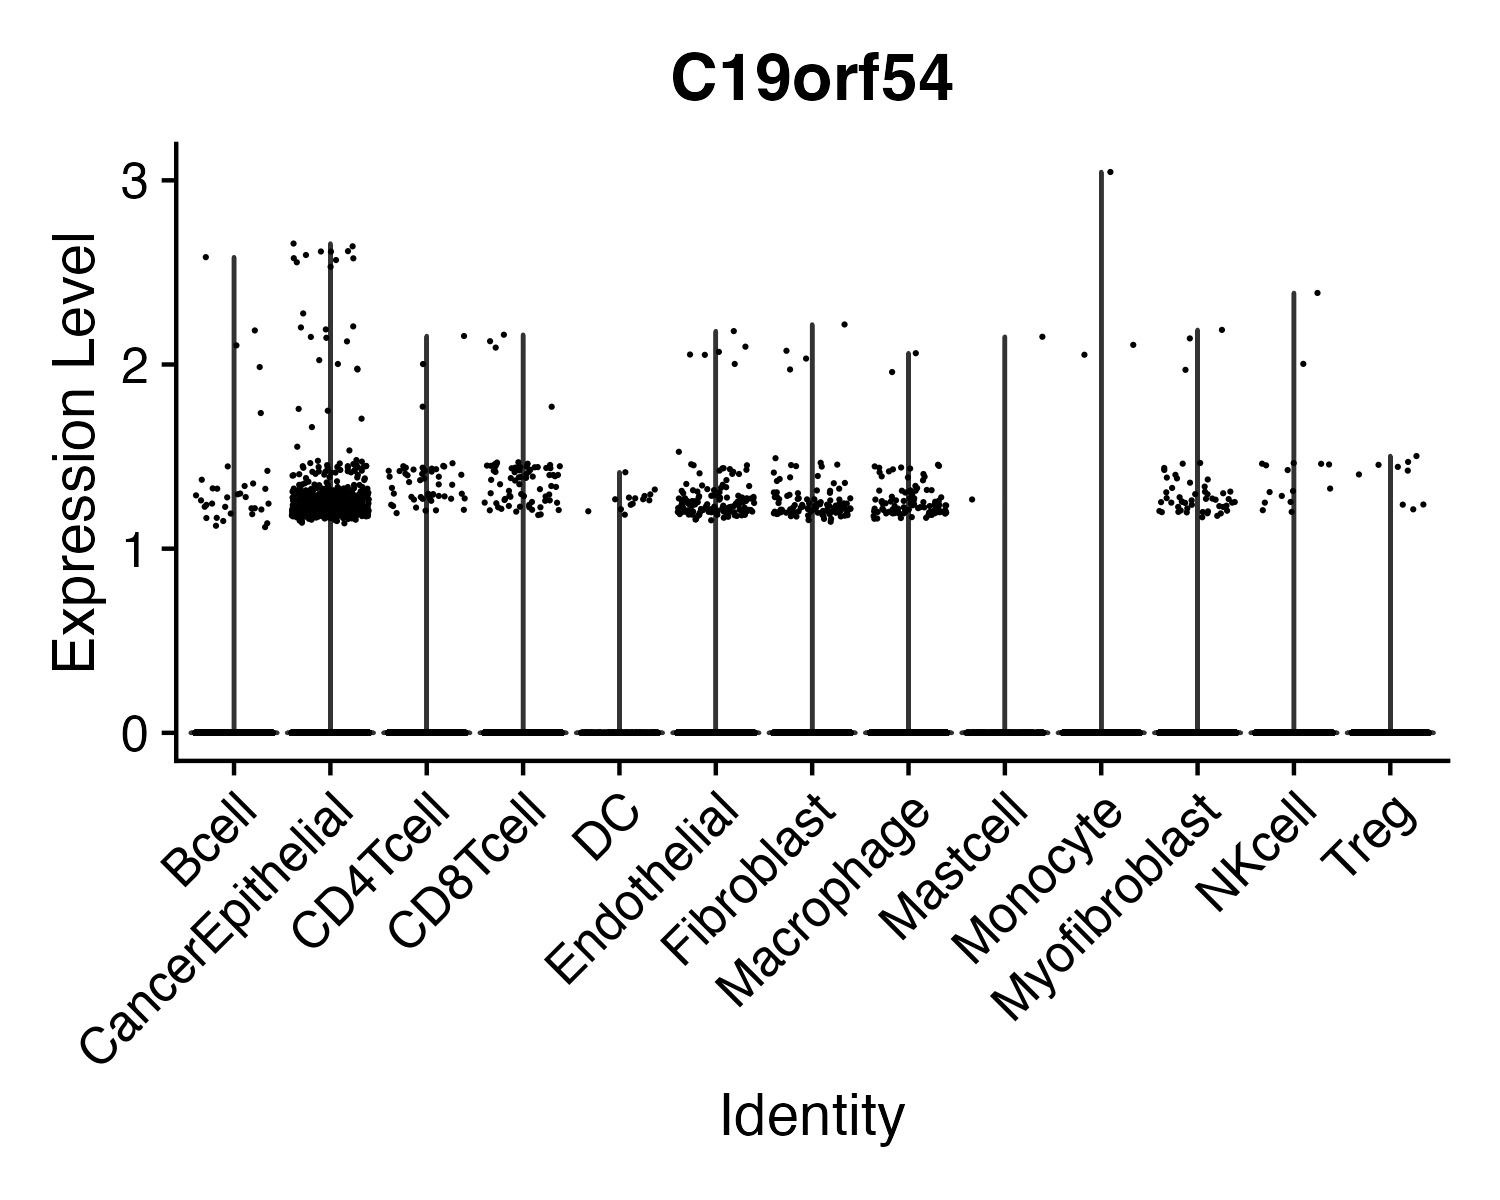 C19orf54
Expression Level
3
2
1
0
Bcell
CancerEpithelial
CD4Tcell
CD8Tcell
DC
Endothelial
Fibroblast
Macrophage
Mastcell
Monocyte
Myofibroblast
NKcell
Treg
Identity